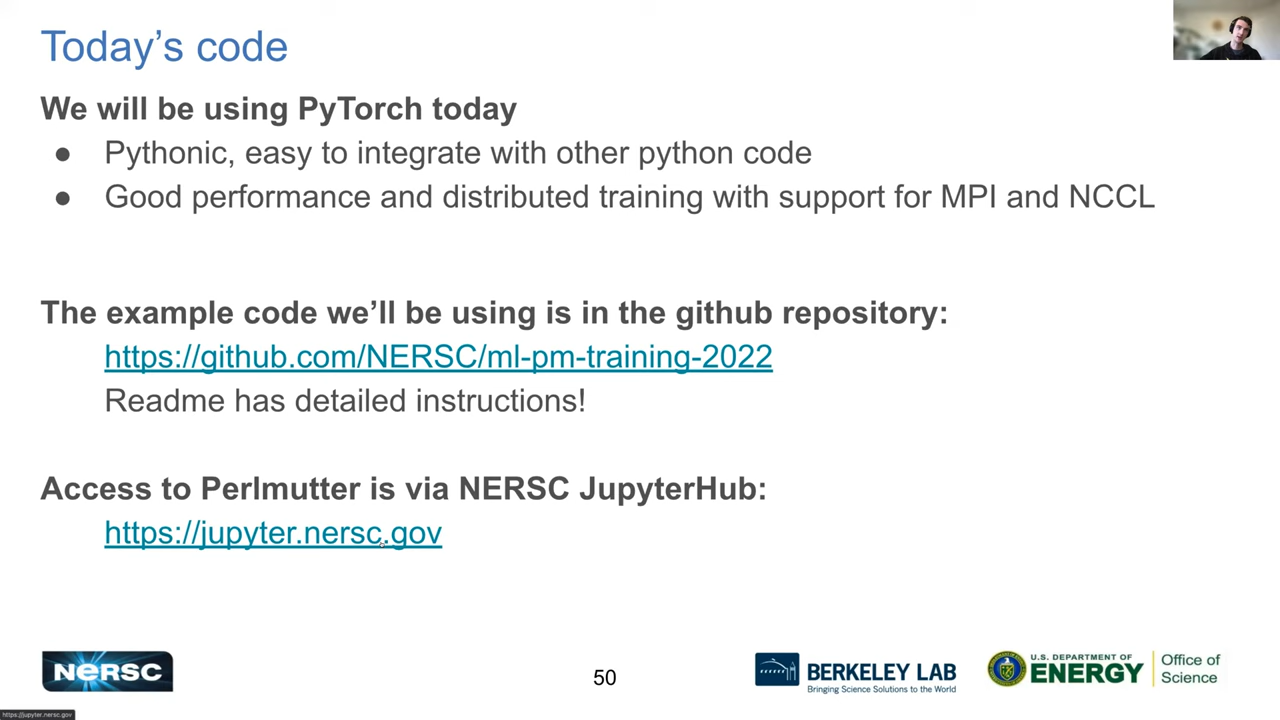 Today's code
We will be using PyTorch today
● Pythonic, easy to integrate with other python code
● Good performance and distributed training with support for MPI and NCCL
The example code we'll be using is in the github repository:
https://github.com/NERSC/ml-pm-training-2022
Readme has detailed instructions!
Access to Perlmutter is via NERSC JupyterHub:
https://jupyter.nersc.gov
NERSC
50
BERKELEY LAB
Bringing Science Solutions to the World
U.S. DEPARTMENT OF
ENERGY
Office of
Science
https://jupyter.nersc.gov